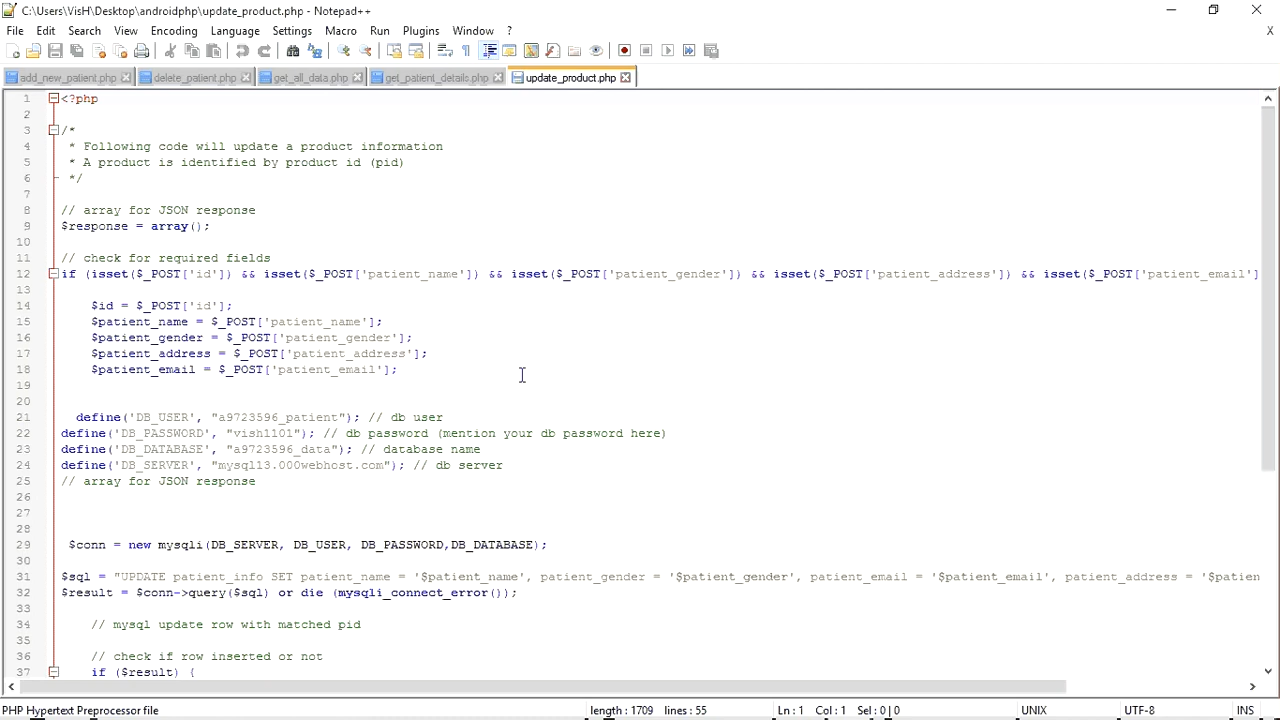 C:\Users\VisH\Desktop\androidphp\update_product.php - Notepad++
File Edit Search View Encoding Language Settings Macro Run Plugins Window ? X
add_new_patient.php delete_patient.php get_all_data.php get_patient_details.php update_product.php
1 <?php
2
3 /*
4 * Following code will update a product information
5 * A product is identified by product id (pid)
6 */
7
8 // array for JSON response
9 $response = array();
10
11 // check for required fields
12 if (isset($_POST['id']) && isset($_POST['patient_name']) && isset($_POST['patient_gender']) && isset($_POST['patient_address']) && isset($_POST['patient_email']
13
14 $id = $_POST['id'];
15 $patient_name = $_POST['patient_name'];
16 $patient_gender = $_POST['patient_gender'];
17 $patient_address = $_POST['patient_address'];
18 $patient_email = $_POST['patient_email'];
19
20
21 define('DB_USER', "a9723596_patient"); // db user
22 define('DB_PASSWORD', "vish1101"); // db password (mention your db password here)
23 define('DB_DATABASE', "a9723596_data"); // database name
24 define('DB_SERVER', "mysql13.000webhost.com"); // db server
25 // array for JSON response
26
27
28
29 $conn = new mysqli(DB_SERVER, DB_USER, DB_PASSWORD,DB_DATABASE);
30
31 $sql = "UPDATE patient_info SET patient_name = '$patient_name', patient_gender = '$patient_gender', patient_email = '$patient_email', patient_address = '$patien
32 $result = $conn->query($sql) or die (mysqli_connect_error());
33
34 // mysql update row with matched pid
35
36 // check if row inserted or not
37 if ($result) {
PHP Hypertext Preprocessor file length : 1709 lines : 55 Ln : 1 Col : 1 Sel : 0 | 0 UNIX UTF-8 INS